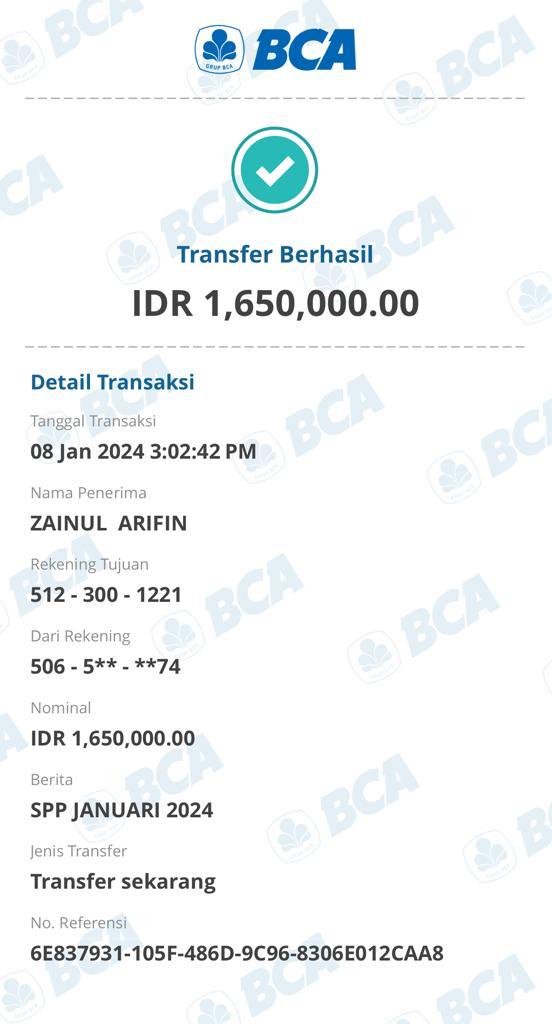 GRUP BCA
BCA
Transfer Berhasil
IDR 1,650,000.00
Detail Transaksi
Tanggal Transaksi
08 Jan 2024 3:02:42 PM
Nama Penerima
ZAINUL  ARIFIN
Rekening Tujuan
512 - 300 - 1221
Dari Rekening
506 - 5** - **74
Nominal
IDR 1,650,000.00
Berita
SPP JANUARI 2024
Jenis Transfer
Transfer sekarang
No. Referensi
6E837931-105F-486D-9C96-8306E012CAA8